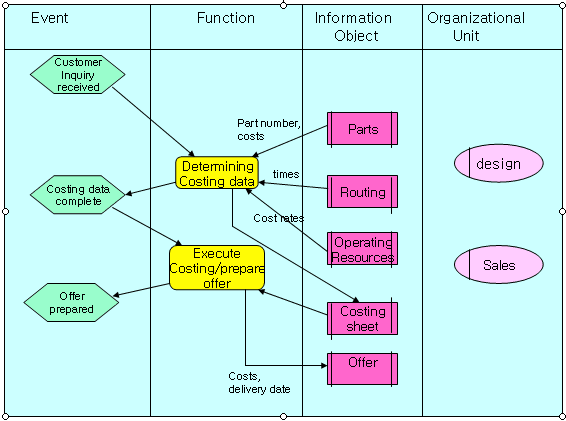 Event
Function
Information
Object
Organizational
Unit
Customer
Inquiry
received
Part number,
costs
Parts
Determining
Costing data
design
times
Costing data
complete
Routing
Cost rates
Operating
Resources
Execute
Costing/prepare
offer
Sales
Offer
prepared
Costing
sheet
Offer
Costs,
delivery date